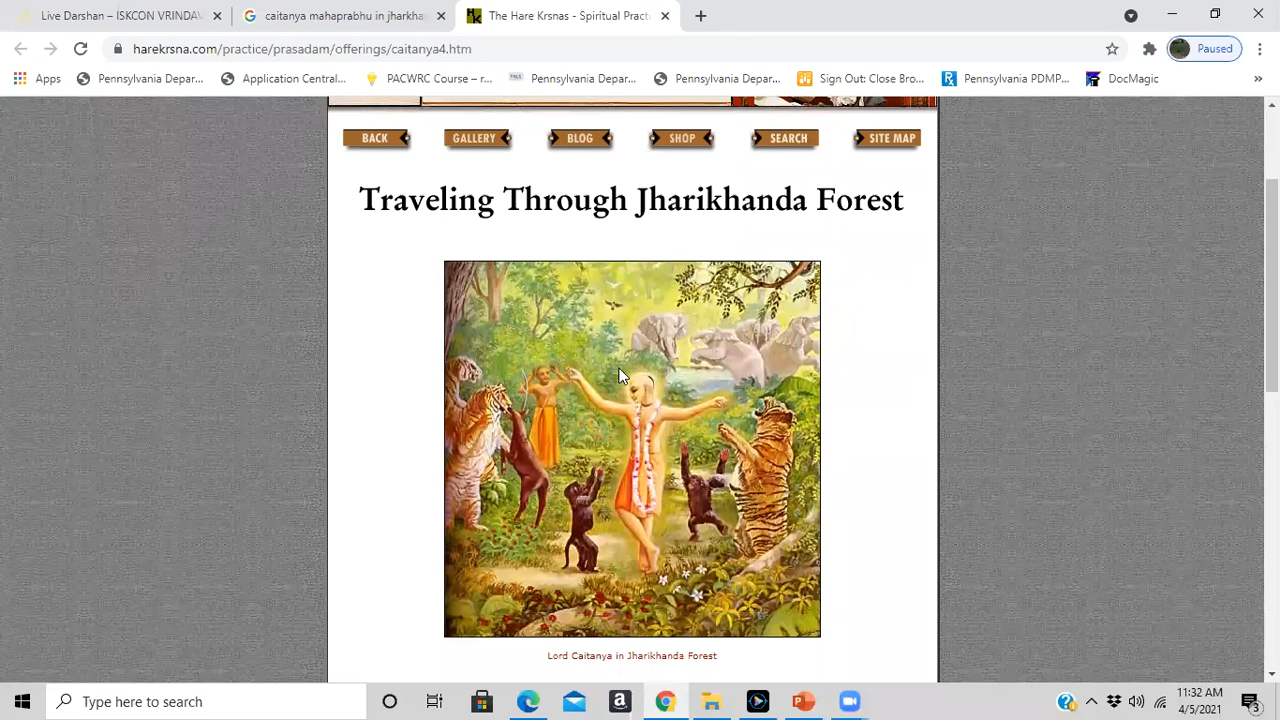 Live Darshan – ISKCON VRINDAV
caitanya mahaprabhu in jharkhan
The Hare Krsnas - Spiritual Pract
harekrsna.com/practice/prasadam/offerings/caitanya4.htm
Paused
Apps
Pennsylvania Depar...
Application Central...
PACWRC Course – r...
Pennsylvania Depar...
Pennsylvania Depar...
Sign Out: Close Bro...
Pennsylvania PDMP...
DocMagic
BACK
GALLERY
BLOG
SHOP
SEARCH
SITE MAP
Traveling Through Jharikhanda Forest
Lord Caitanya in Jharikhanda Forest
Type here to search
11:32 AM
4/5/2021
3